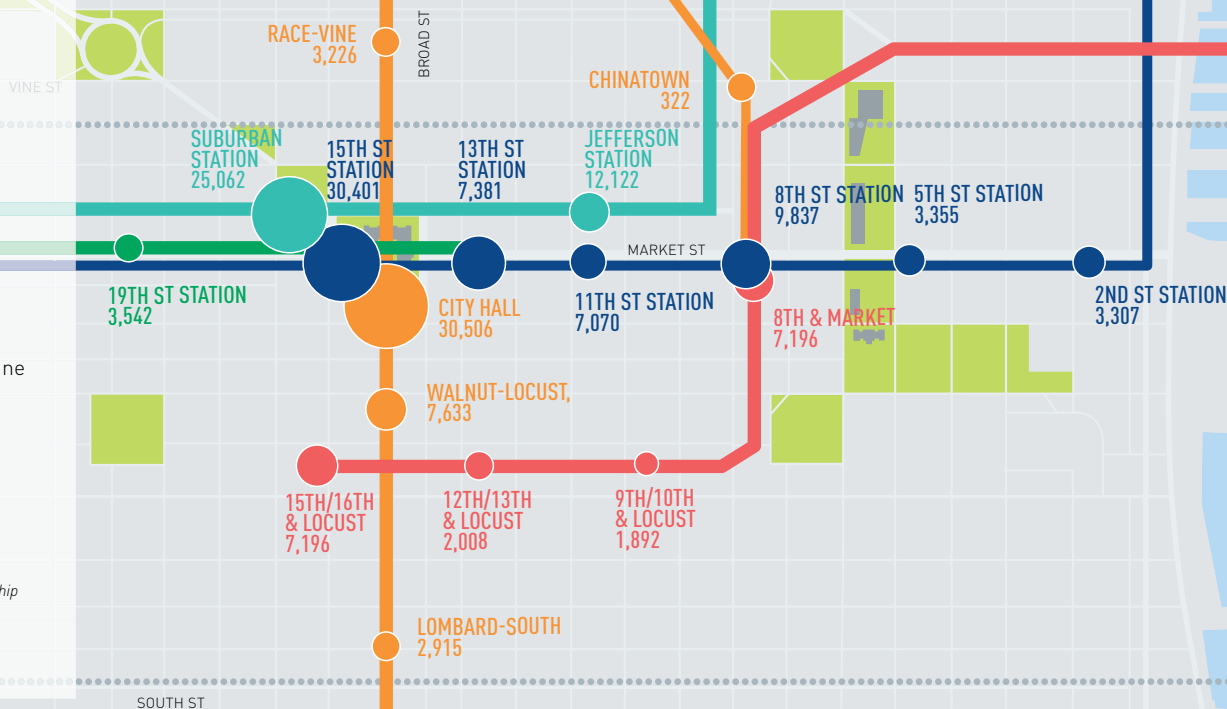 BROAD ST
RACE-VINE
3,226
CHINATOWN
322
VINE ST
SUBURBAN
STATION
25,062
15TH ST
STATION
30,401
13TH ST
STATION
7,381
JEFFERSON
STATION
12,122
8TH ST STATION
9,837
5TH ST STATION
3,355
MARKET ST
19TH ST STATION
3,542
CITY HALL
30,506
11TH ST STATION
7,070
8TH & MARKET
7,196
2ND ST STATION
3,307
ne
WALNUT-LOCUST,
7,633
15TH/16TH
& LOCUST
7,196
12TH/13TH
& LOCUST
2,008
9TH/10TH
& LOCUST
1,892
hip
LOMBARD-SOUTH
2,915
SOUTH ST